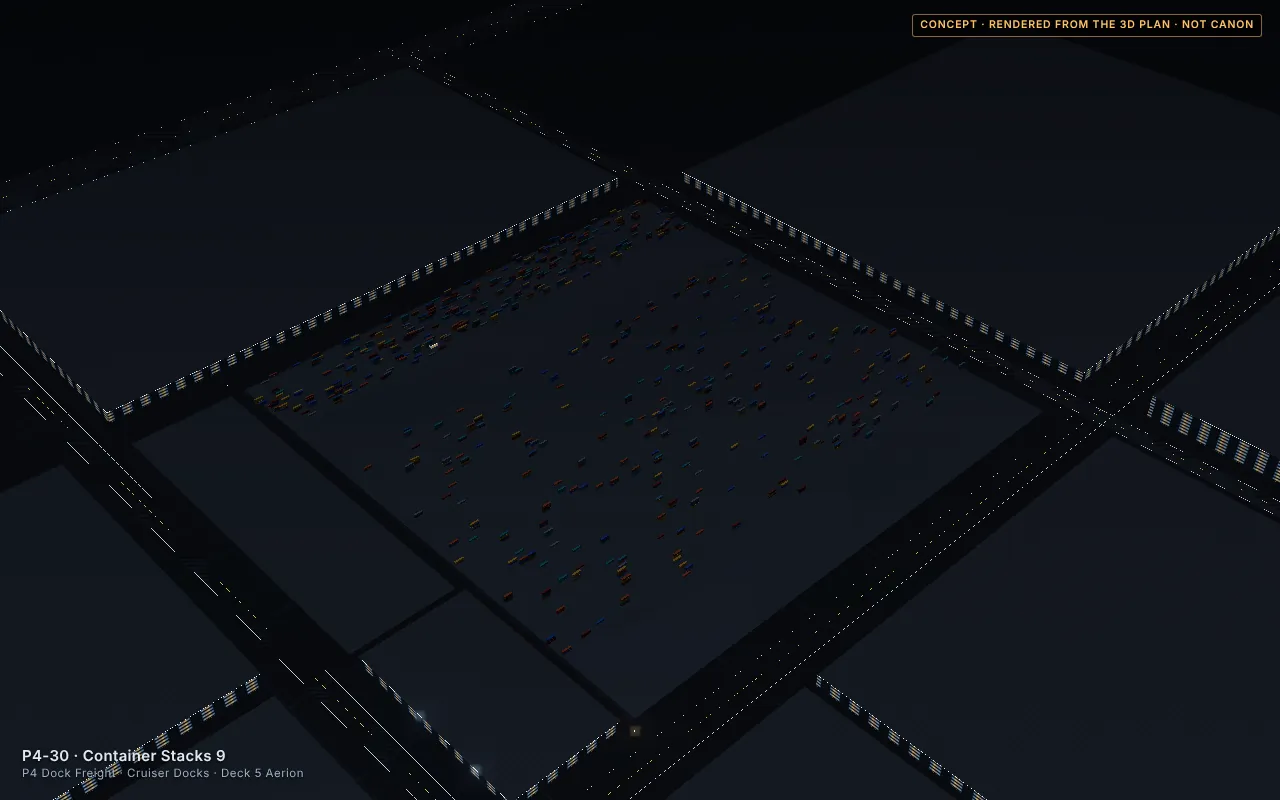 CONCEPT · RENDERED FROM THE 3D PLAN · NOT CANON
P4-30 · Container Stacks 9
P4 Dock Freight · Cruiser Docks · Deck 5 Aerion